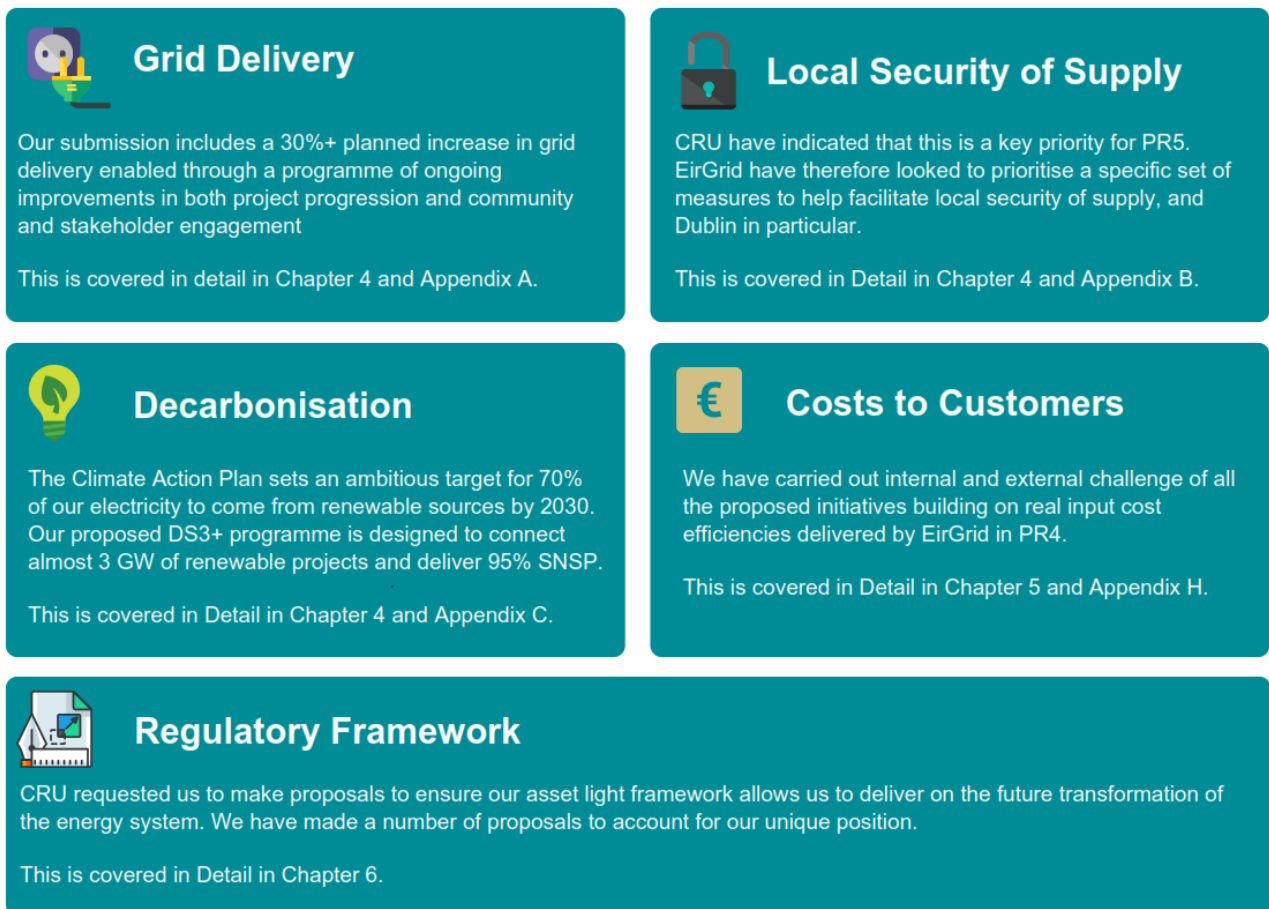 Grid Delivery
Our submission includes a 30%+ planned increase in grid
delivery enabled through a programme of ongoing
improvements in both project progression and community
and stakeholder engagement
This is covered in detail in Chapter 4 and Appendix A.
Local Security of Supply
CRU have indicated that this is a key priority for PR5.
EirGrid have therefore looked to prioritise a specific set of
measures to help facilitate local security of supply, and
Dublin in particular.
This is covered in Detail in Chapter 4 and Appendix B.
Decarbonisation
The Climate Action Plan sets an ambitious target for 70%
of our electricity to come from renewable sources by 2030.
Our proposed DS3+ programme is designed to connect
almost 3 GW of renewable projects and deliver 95% SNSP.
This is covered in Detail in Chapter 4 and Appendix C.
€
Costs to Customers
We have carried out internal and external challenge of all
the proposed initiatives building on real input cost
efficiencies delivered by EirGrid in PR4.
This is covered in Detail in Chapter 5 and Appendix H.
Regulatory Framework
CRU requested us to make proposals to ensure our asset light framework allows us to deliver on the future transformation of
the energy system. We have made a number of proposals to account for our unique position.
This is covered in Detail in Chapter 6.